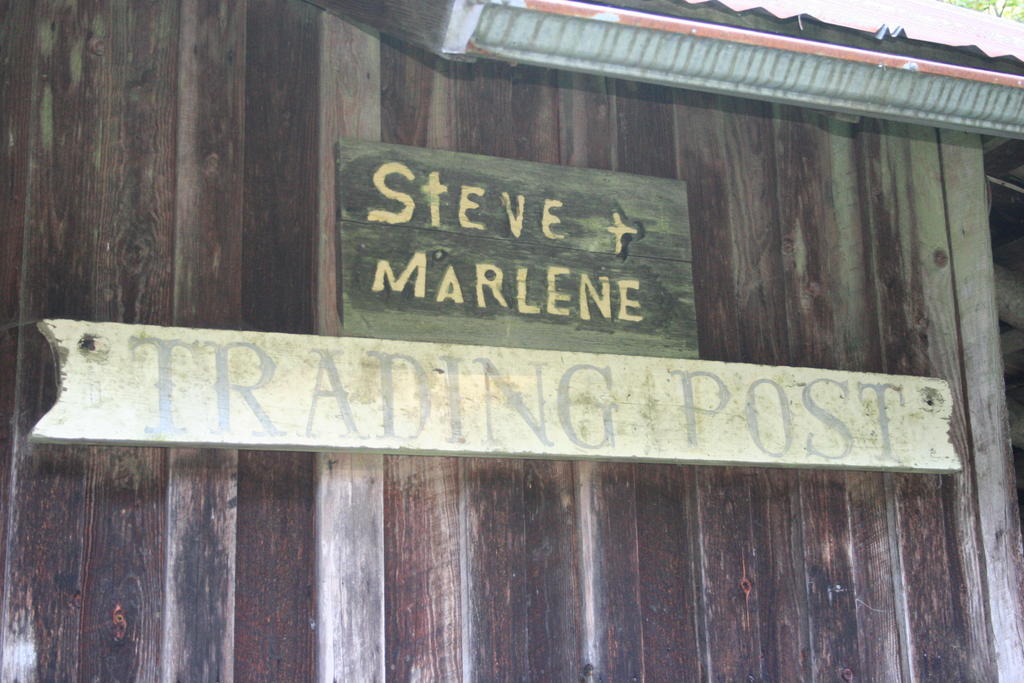 STEVE +
MARLENE
TRADING POST